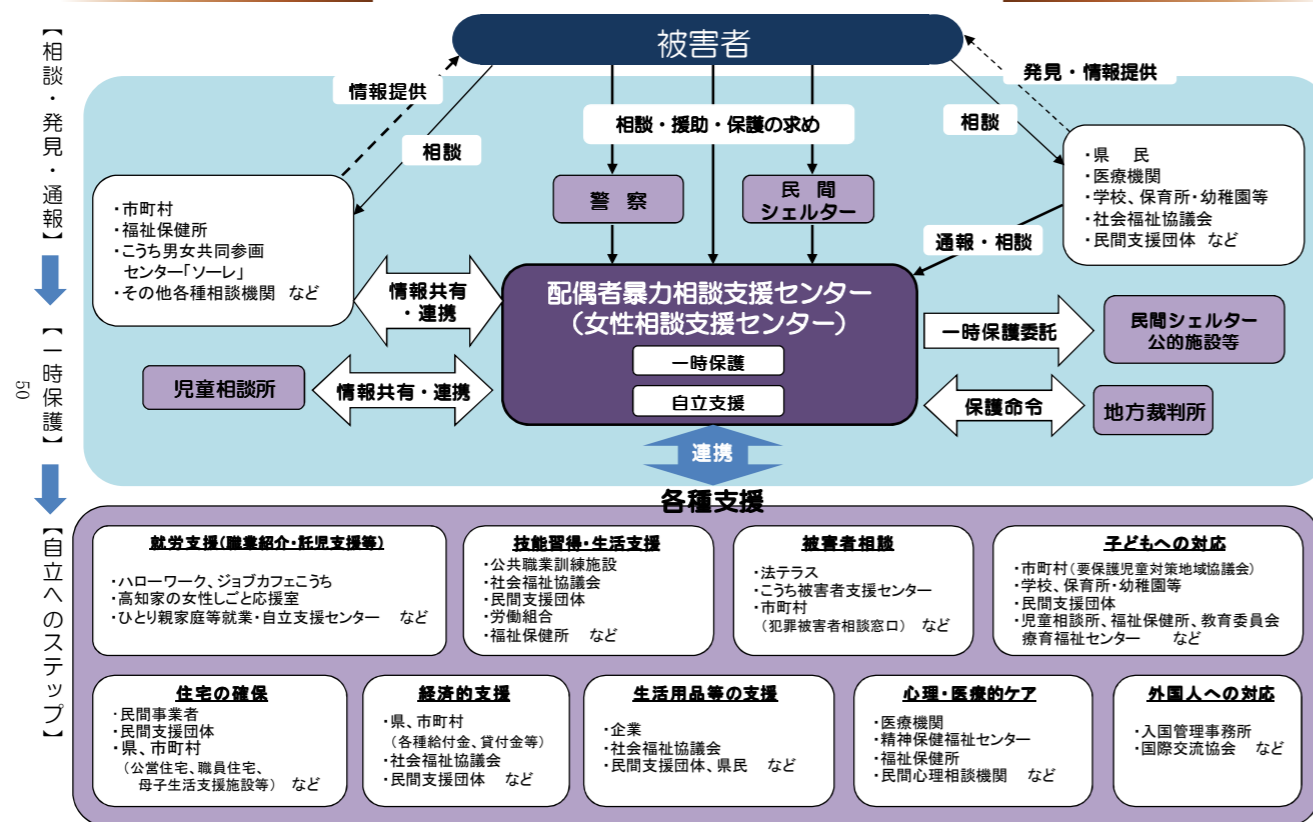 【相談・発見・通報】
【一時保護】
【自立へのステップ】
50
被害者
情報提供
相談
相談・援助・保護の求め
発見・情報提供
相談
・市町村
・福祉保健所
・こうち男女共同参画
センター「ソーレ」
・その他各種相談機関 など
警 察
民 間
シェルター
・県 民
・医療機関
・学校、保育所・幼稚園等
・社会福祉協議会
・民間支援団体 など
通報・相談
情報共有
・連携
配偶者暴力相談支援センター
（女性相談支援センター）
一時保護
自立支援
一時保護委託
民間シェルター
公的施設等
児童相談所
情報共有・連携
保護命令
地方裁判所
連携
各種支援
就労支援(職業紹介・託児支援等)
・ハローワーク、ジョブカフェこうち
・高知家の女性しごと応援室
・ひとり親家庭等就業・自立支援センター など
技能習得・生活支援
・公共職業訓練施設
・社会福祉協議会
・民間支援団体
・労働組合
・福祉保健所 など
被害者相談
・法テラス
・こうち被害者支援センター
・市町村
（犯罪被害者相談窓口） など
子どもへの対応
・市町村（要保護児童対策地域協議会）
・学校、保育所・幼稚園等
・民間支援団体
・児童相談所、福祉保健所、教育委員会
療育福祉センター など
住宅の確保
・民間事業者
・民間支援団体
・県、市町村
（公営住宅、職員住宅、
母子生活支援施設等） など
経済的支援
・県、市町村
（各種給付金、貸付金等）
・社会福祉協議会
・民間支援団体 など
生活用品等の支援
・企業
・社会福祉協議会
・民間支援団体、県民 など
心理・医療的ケア
・医療機関
・精神保健福祉センター
・福祉保健所
・民間心理相談機関 など
外国人への対応
・入国管理事務所
・国際交流協会 など